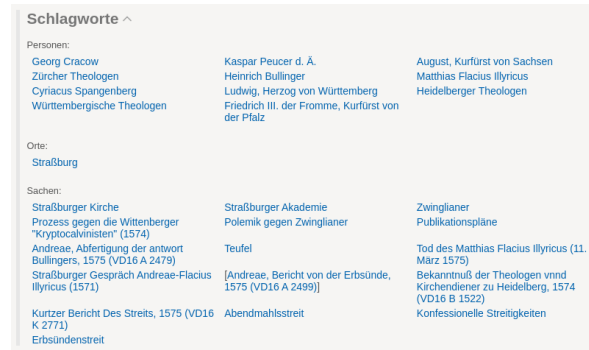 Schlagworte
Personen:
Georg Cracow Kaspar Peucer d. Ä. August, Kurfürst von Sachsen
Zürcher Theologen Heinrich Bullinger Matthias Flacius Illyricus
Cyriacus Spangenberg Ludwig, Herzog von Württemberg Heidelberger Theologen
Württembergische Theologen Friedrich III. der Fromme, Kurfürst von
der Pfalz
Orte:
Straßburg
Sachen:
Straßburger Kirche Straßburger Akademie Zwinglianer
Prozess gegen die Wittenberger Polemik gegen Zwinglianer Publikationspläne
"Kryptocalvinisten" (1574)
Andreae, Abfertigung der antwort Teufel Tod des Matthias Flacius Illyricus (11.
Bullingers, 1575 (VD16 A 2479) März 1575)
Straßburger Gespräch Andreae-Flacius [Andreae, Bericht von der Erbsünde, Bekanntnuß der Theologen vnnd
Illyricus (1571) 1575 (VD16 A 2499)] Kirchendiener zu Heidelberg, 1574
(VD16 B 1522)
Kurtzer Bericht Des Streits, 1575 (VD16 Abendmahlsstreit Konfessionelle Streitigkeiten
K 2771)
Erbsündenstreit